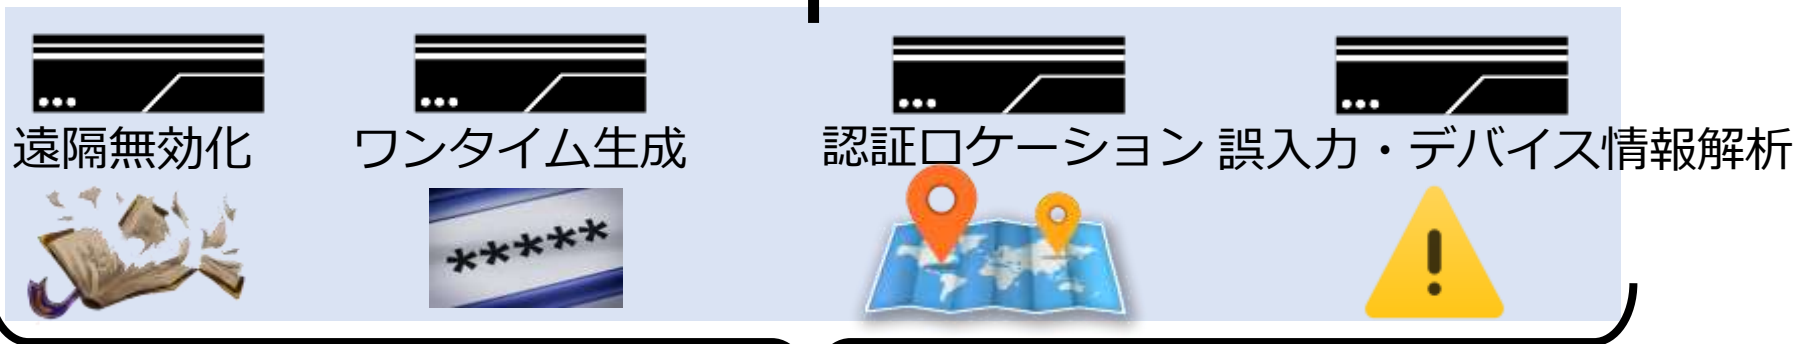 遠隔無効化
ワンタイム生成
認証ロケーション
誤入力・デバイス情報解析
*****